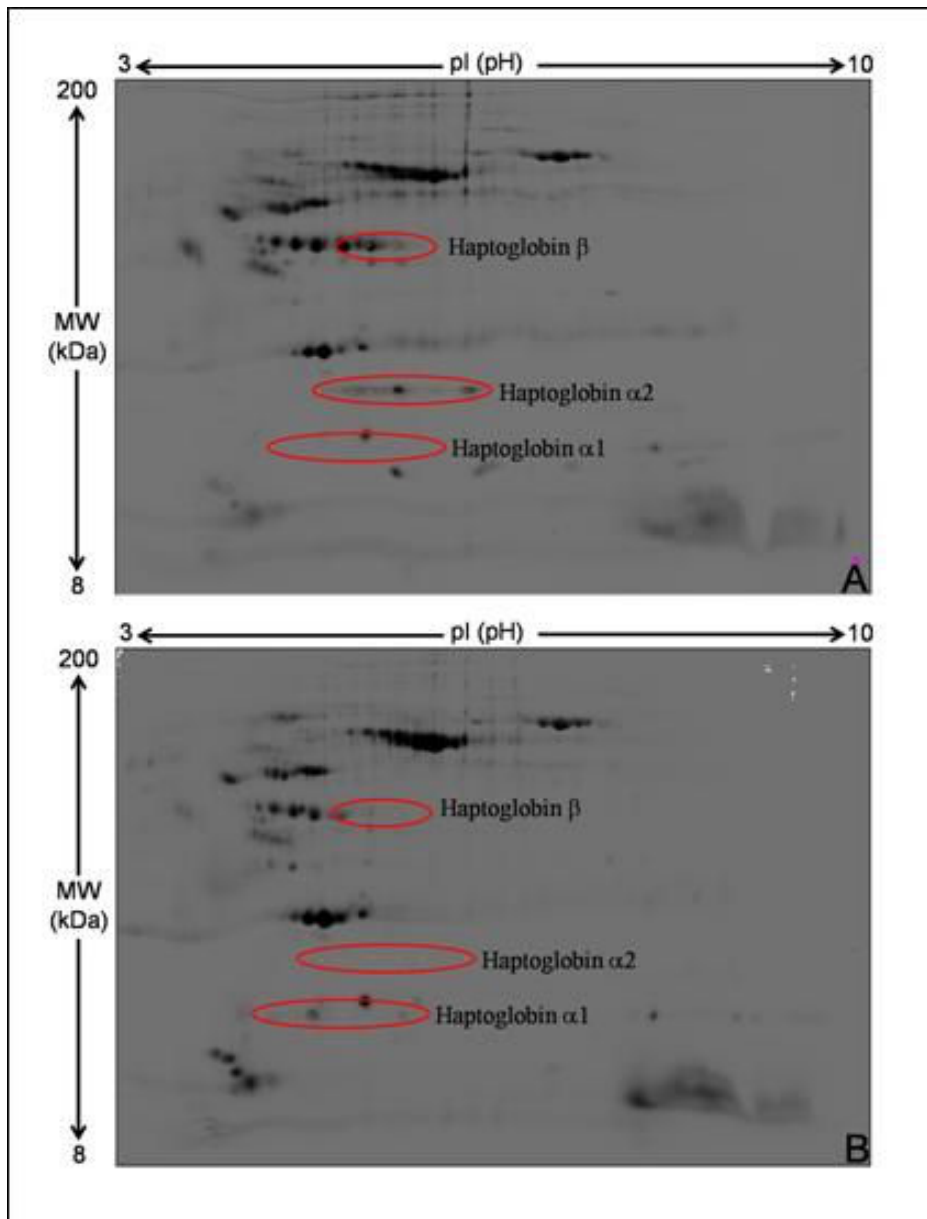 3 pI (pH) 10
200
Haptoglobin β
MW
(kDa)
Haptoglobin α2
Haptoglobin α1
8
A
3 pI (pH) 10
200
Haptoglobin β
MW
(kDa)
Haptoglobin α2
Haptoglobin α1
8
B